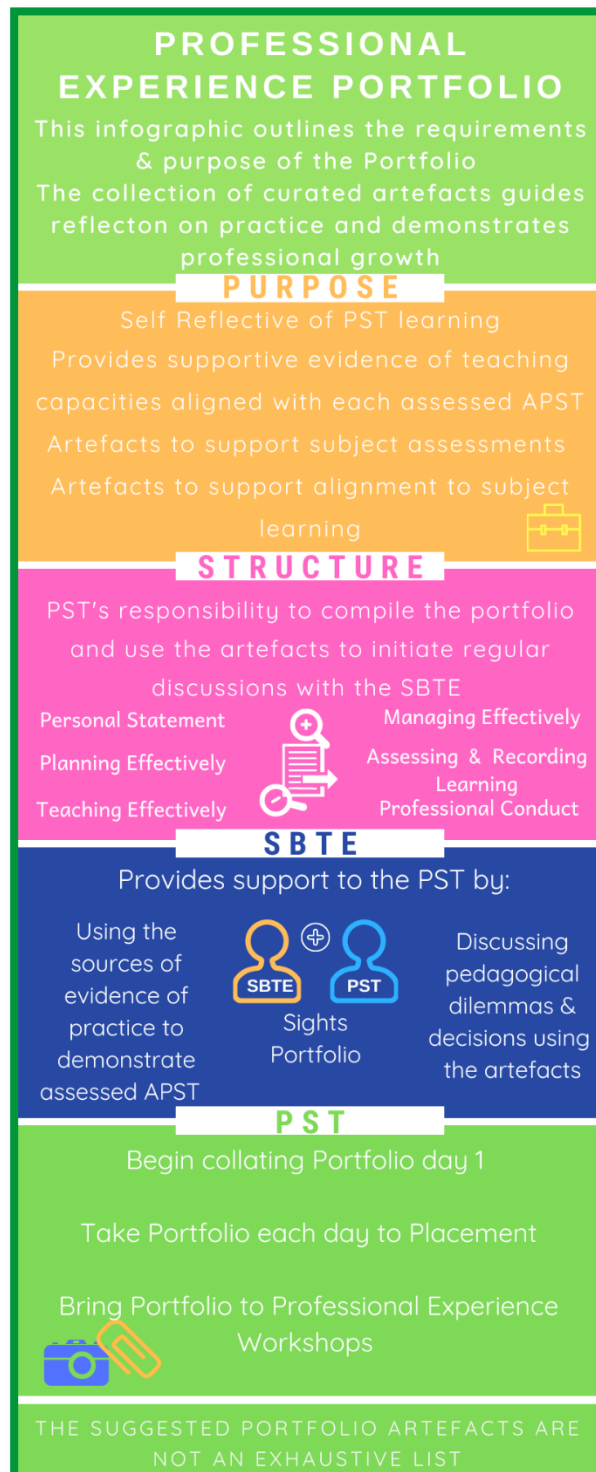 PROFESSIONAL
EXPERIENCE PORTFOLIO
This infographic outlines the requirements
& purpose of the Portfolio
The collection of curated artefacts guides
reflecton on practice and demonstrates
professional growth
PURPOSE
Self Reflective of PST learning
Provides supportive evidence of teaching
capacities aligned with each assessed APST
Artefacts to support subject assessments
Artefacts to support alignment to subject
learning
STRUCTURE
PST's responsibility to compile the portfolio
and use the artefacts to initiate regular
discussions with the SBTE
Personal Statement
Planning Effectively
Teaching Effectively
Managing Effectively
Assessing & Recording
Learning
Professional Conduct
SBTE
Provides support to the PST by:
Using the
sources of
evidence of
practice to
demonstrate
assessed APST
SBTE
PST
Sights
Portfolio
Discussing
pedagogical
dilemmas &
decisions using
the artefacts
PST
Begin collating Portfolio day 1
Take Portfolio each day to Placement
Bring Portfolio to Professional Experience
Workshops
THE SUGGESTED PORTFOLIO ARTEFACTS ARE
NOT AN EXHAUSTIVE LIST